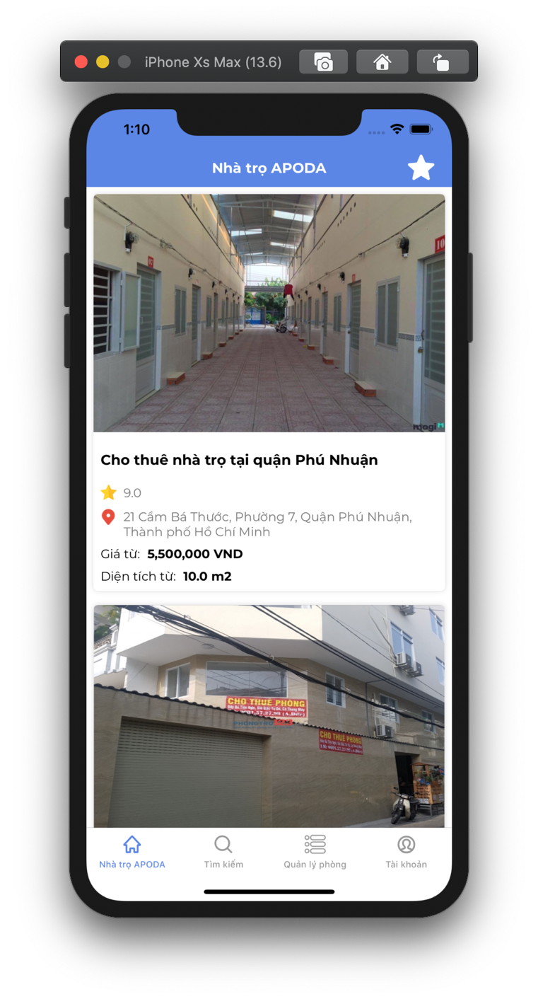 iPhone Xs Max (13.6)
1:10
Nhà trọ APODA
10
mogi
Cho thuê nhà trọ tại quận Phú Nhuận
9.0
21 Cầm Bá Thước, Phường 7, Quận Phú Nhuận,
Thành phố Hồ Chí Minh
Giá từ: 5,500,000 VND
Diện tích từ: 10.0 m2
CHO THUÊ PHÒNG
PHONGTRO123
CHO THUÊ PHÒNG
Nhà trọ APODA
Tìm kiếm
Quản lý phòng
Tài khoản